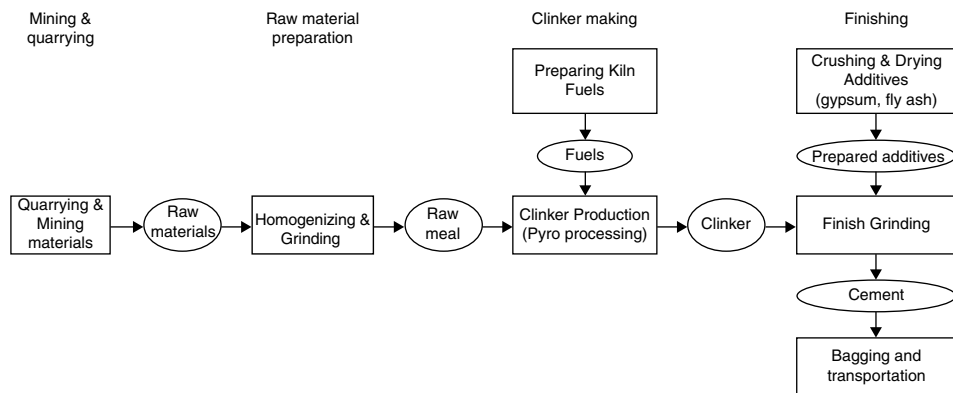 Mining &
quarrying
Raw material
preparation
Clinker making
Finishing
Preparing Kiln
Fuels
Crushing & Drying
Additives
(gypsum, fly ash)
Fuels
Prepared additives
Quarrying &
Mining
materials
Raw
materials
Homogenizing &
Grinding
Raw
meal
Clinker Production
(Pyro processing)
Clinker
Finish Grinding
Cement
Bagging and
transportation